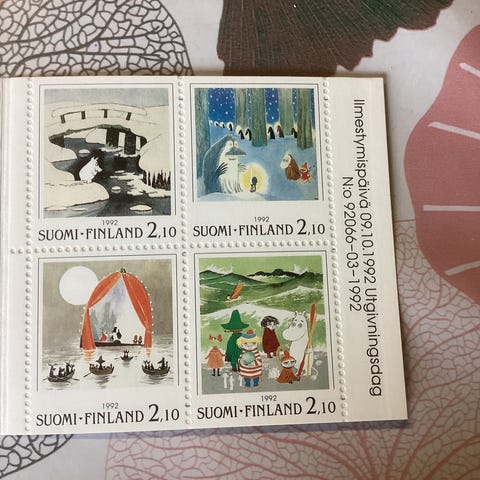 1992
SUOMI•FINLAND 2,10
1992
SUOMI•FINLAND 2,10
1992
SUOMI•FINLAND 2,10
1992
SUOMI•FINLAND 2,10
Ilmestymispäivä 09.10.1992 Utgivningsdag
N:o 92066-03-1992